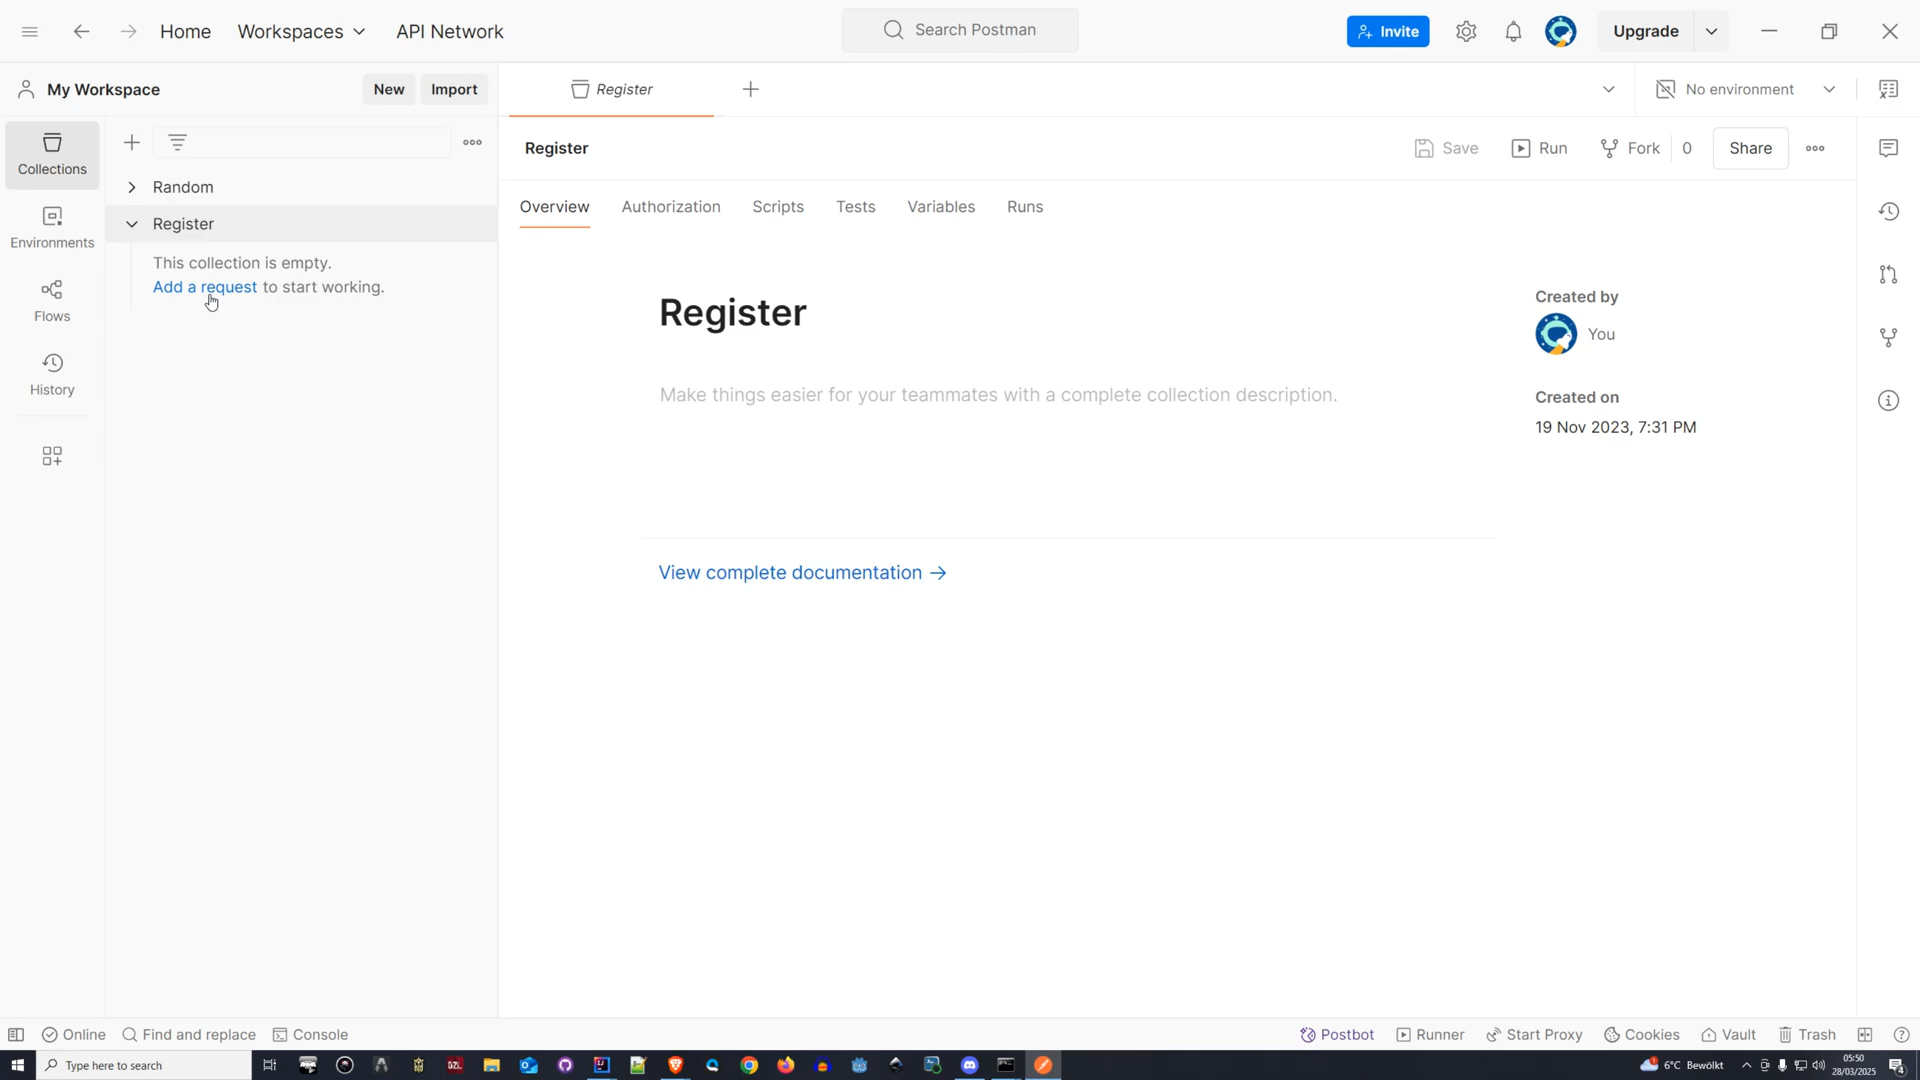 Home
Workspaces
API Network
Search Postman
Invite
Upgrade
My Workspace
New
Import
Register
No environment
Collections
Environments
Flows
History
Random
Register
This collection is empty.
Add a request to start working.
Register
Save
Run
Fork
0
Share
Overview
Authorization
Scripts
Tests
Variables
Runs
Register
Make things easier for your teammates with a complete collection description.
View complete documentation →
Created by
You
Created on
19 Nov 2023, 7:31 PM
Online
Find and replace
Console
Postbot
Runner
Start Proxy
Cookies
Vault
Trash
Type here to search
DZL
6°C Bewölkt
05:50
28/03/2025